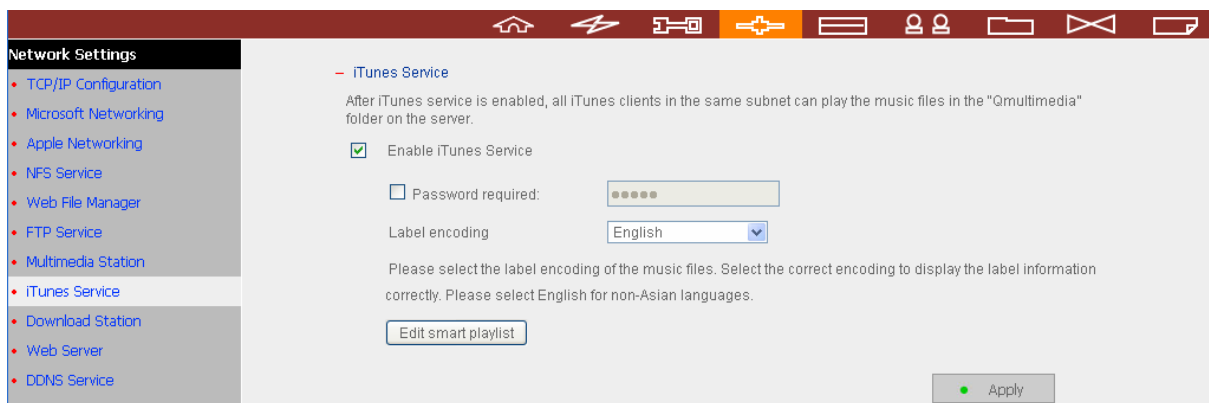 Network Settings
TCP/IP Configuration
Microsoft Networking
Apple Networking
NFS Service
Web File Manager
FTP Service
Multimedia Station
iTunes Service
Download Station
Web Server
DDNS Service
iTunes Service
After iTunes service is enabled, all iTunes clients in the same subnet can play the music files in the "Qmultimedia"
folder on the server.
Enable iTunes Service
Password required:
Label encoding
English
Please select the label encoding of the music files. Select the correct encoding to display the label information
correctly. Please select English for non-Asian languages.
Edit smart playlist
Apply